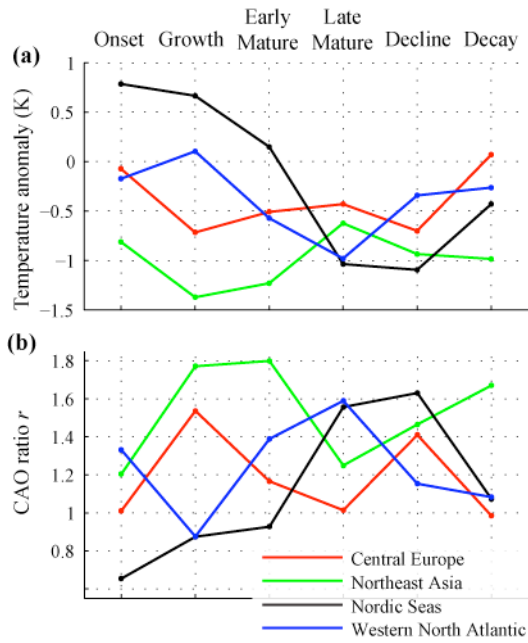 Onset Growth Early Mature Late Mature Decline Decay
(a)
1
0.5
0
−0.5
−1
−1.5
Temperature anomaly (K)
(b)
1.8
1.6
1.4
1.2
1
0.8
CAO ratio r
Central Europe
Northeast Asia
Nordic Seas
Western North Atlantic